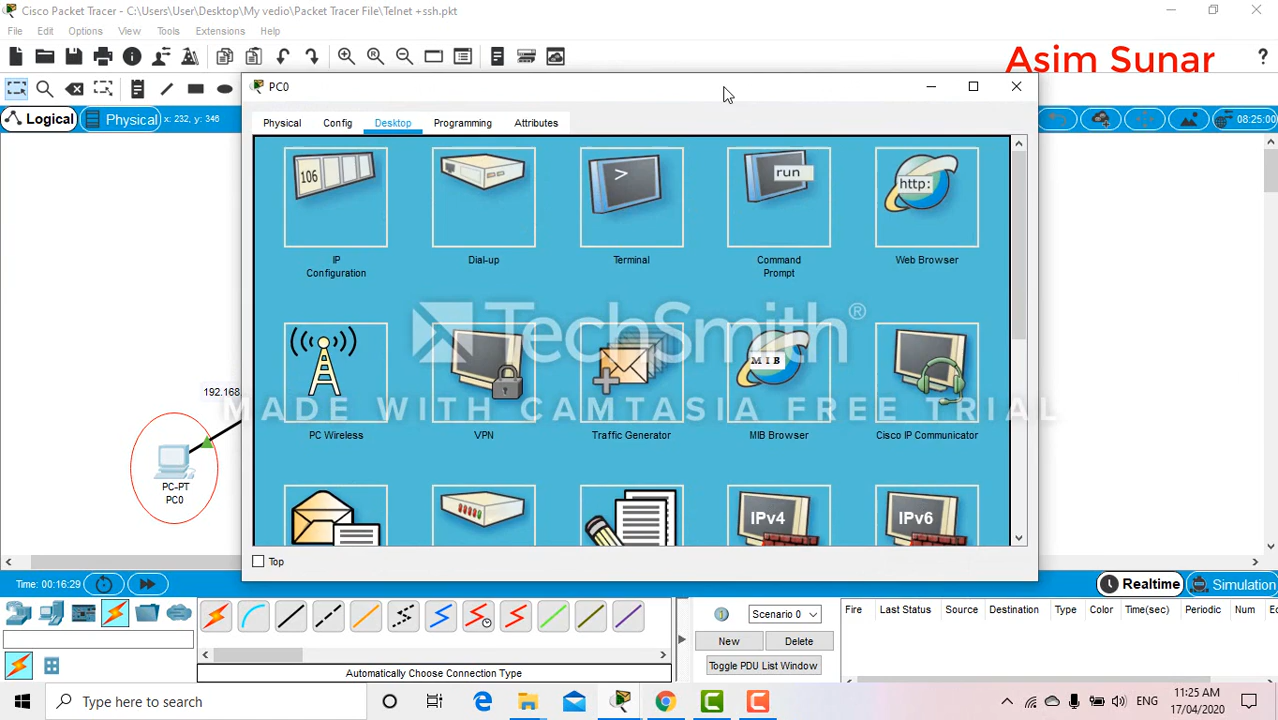 Cisco Packet Tracer - C:\Users\User\Desktop\My vedio\Packet Tracer File\Telnet +ssh.pkt
File Edit Options View Tools Extensions Help
Asim Sunar
?
Logical Physical x: 232, y: 346
08:25:00
PC0
Physical Config Desktop Programming Attributes
106
>
run
http:
IP
Configuration
Dial-up
Terminal
Command
Prompt
Web Browser
MIB
TechSmith®
MADE WITH CAMTASIA FREE TRIAL
PC Wireless
VPN
Traffic Generator
MIB Browser
Cisco IP Communicator
IPv4
IPv6
192.168
PC-PT
PC0
Top
Time: 00:16:29
Realtime Simulation
Scenario 0
New Delete
Toggle PDU List Window
Fire Last Status Source Destination Type Color Time(sec) Periodic Num
Automatically Choose Connection Type
Type here to search
ENG
11:25 AM
17/04/2020